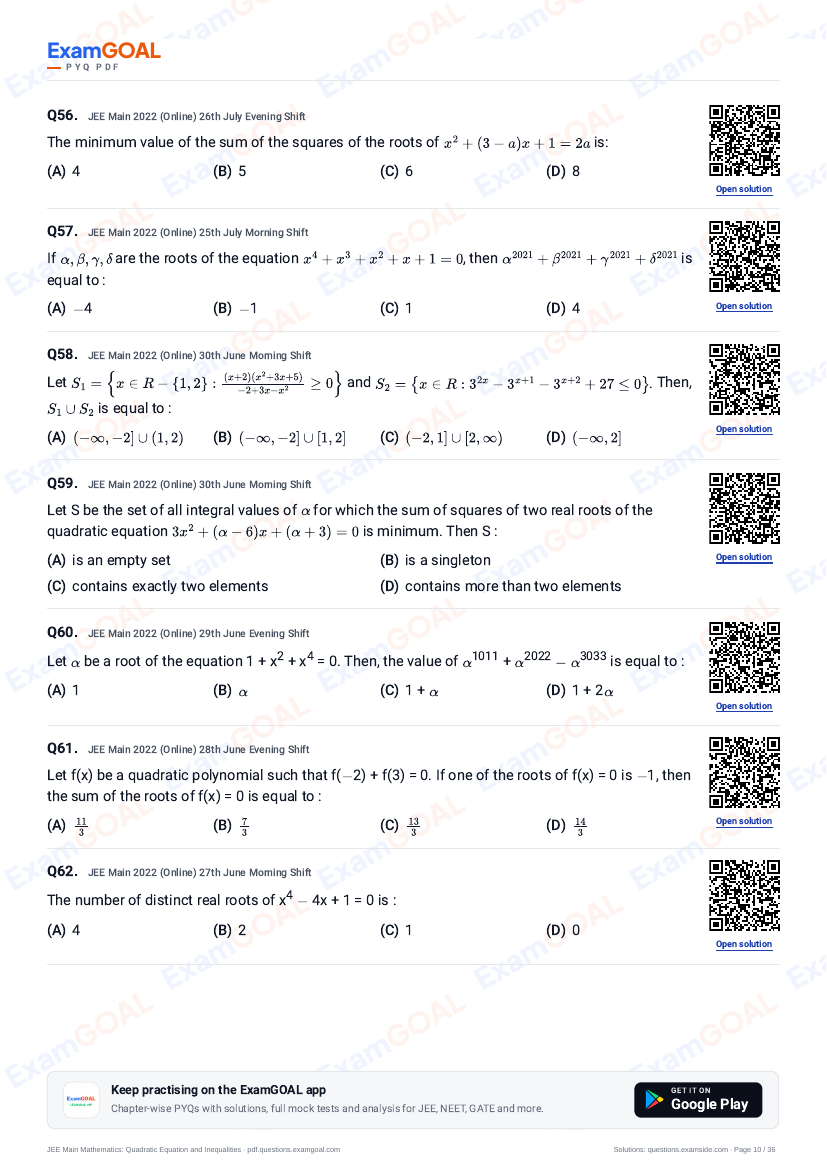 ExamGOAL
PYQ PDF
Q56. JEE Main 2022 (Online) 26th July Evening Shift
The minimum value of the sum of the squares of the roots of x² + (3 − a)x + 1 = 2a is:
(A) 4 (B) 5 (C) 6 (D) 8
Open solution
Q57. JEE Main 2022 (Online) 25th July Morning Shift
If α, β, γ, δ are the roots of the equation x⁴ + x³ + x² + x + 1 = 0, then α²⁰²¹ + β²⁰²¹ + γ²⁰²¹ + δ²⁰²¹ is
equal to :
(A) −4 (B) −1 (C) 1 (D) 4
Open solution
Q58. JEE Main 2022 (Online) 30th June Morning Shift
Let S₁ = {x ∈ R − {1, 2} : (x+2)(x²+3x+5)/(−2+3x−x²) ≥ 0} and S₂ = {x ∈ R : 3²ˣ − 3ˣ⁺¹ − 3ˣ⁺² + 27 ≤ 0}. Then,
S₁ ∪ S₂ is equal to :
(A) (−∞, −2] ∪ (1, 2) (B) (−∞, −2] ∪ [1, 2] (C) (−2, 1] ∪ [2, ∞) (D) (−∞, 2]
Open solution
Q59. JEE Main 2022 (Online) 30th June Morning Shift
Let S be the set of all integral values of α for which the sum of squares of two real roots of the
quadratic equation 3x² + (α − 6)x + (α + 3) = 0 is minimum. Then S :
(A) is an empty set (B) is a singleton
(C) contains exactly two elements (D) contains more than two elements
Open solution
Q60. JEE Main 2022 (Online) 29th June Evening Shift
Let α be a root of the equation 1 + x² + x⁴ = 0. Then, the value of α¹⁰¹¹ + α²⁰²² − α³⁰³³ is equal to :
(A) 1 (B) α (C) 1 + α (D) 1 + 2α
Open solution
Q61. JEE Main 2022 (Online) 28th June Evening Shift
Let f(x) be a quadratic polynomial such that f(−2) + f(3) = 0. If one of the roots of f(x) = 0 is −1, then
the sum of the roots of f(x) = 0 is equal to :
(A) 11/3 (B) 7/3 (C) 13/3 (D) 14/3
Open solution
Q62. JEE Main 2022 (Online) 27th June Morning Shift
The number of distinct real roots of x⁴ − 4x + 1 = 0 is :
(A) 4 (B) 2 (C) 1 (D) 0
Open solution
ExamGOAL
Keep practising on the ExamGOAL app
Chapter-wise PYQs with solutions, full mock tests and analysis for JEE, NEET, GATE and more.
GET IT ON
Google Play
JEE Main Mathematics: Quadratic Equation and Inequalities · pdf.questions.examgoal.com
Solutions: questions.examside.com · Page 10 / 36